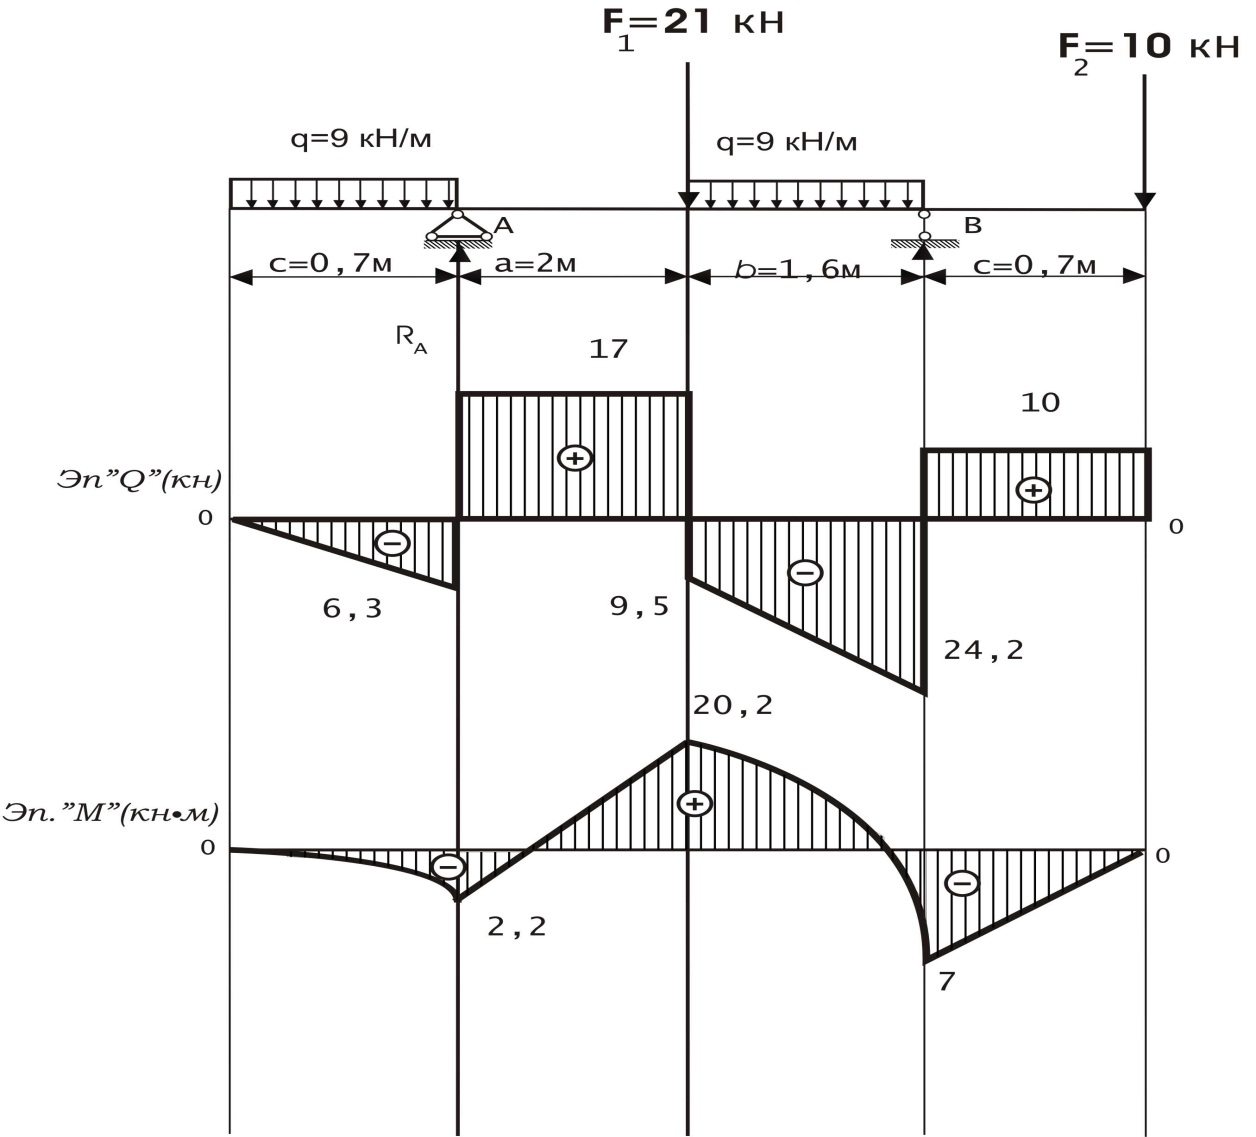 F1=21 кН
F2=10 кН
q=9 кН/м
q=9 кН/м
A
B
c=0,7м
a=2м
b=1,6м
c=0,7м
RA
17
10
Эп”Q”(кн)
0
0
6,3
9,5
24,2
20,2
Эп.”М”(кн•м)
0
0
2,2
7